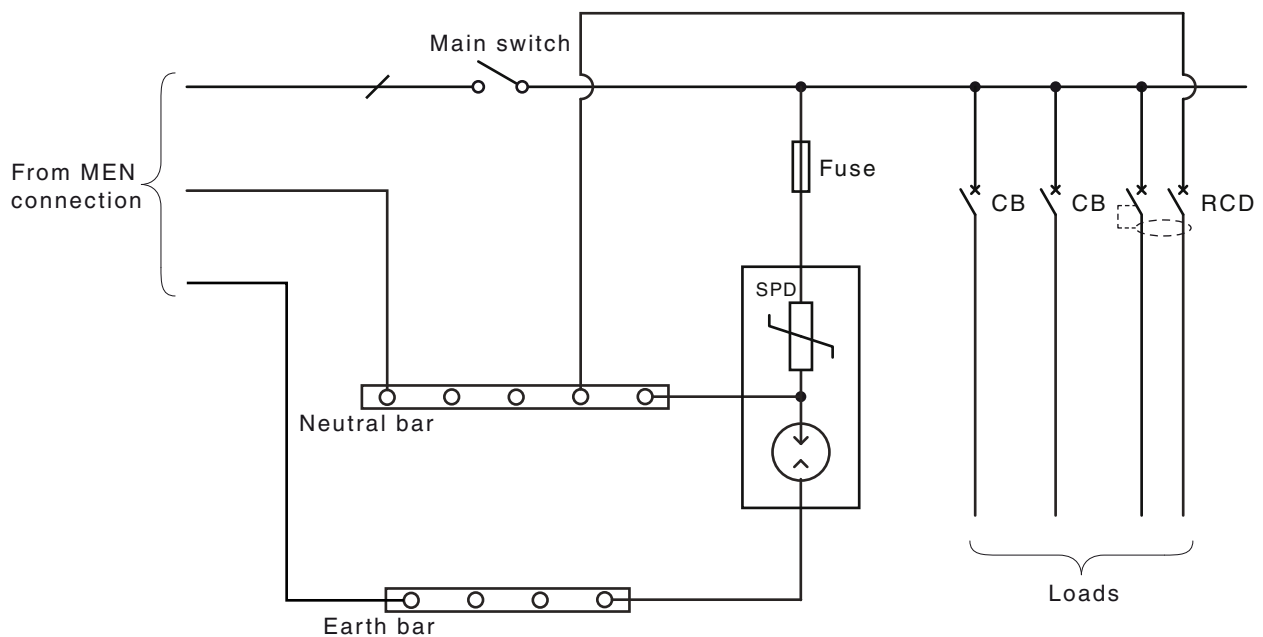 Main switch
From MEN
connection
Fuse
CB
CB
RCD
SPD
Neutral bar
Loads
Earth bar